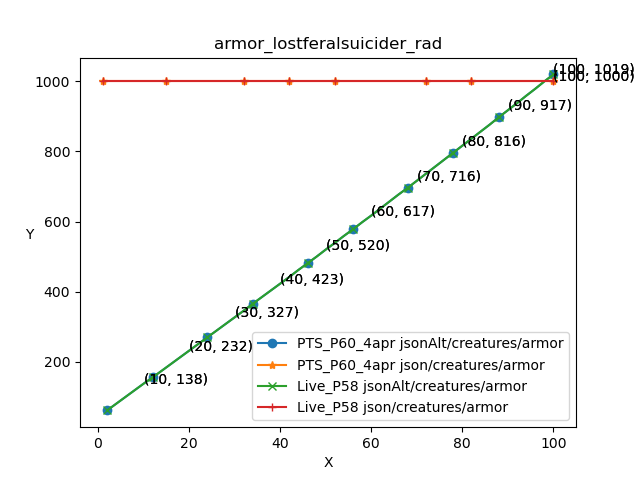 armor_lostferalsuicider_rad
(100, 1019)
(100, 1000)
(90, 917)
(80, 816)
(70, 716)
(60, 617)
(50, 520)
(40, 423)
(30, 327)
(20, 232)
(10, 138)
1000
800
600
400
200
Y
PTS_P60_4apr jsonAlt/creatures/armor
PTS_P60_4apr json/creatures/armor
Live_P58 jsonAlt/creatures/armor
Live_P58 json/creatures/armor
0 20 40 60 80 100
X